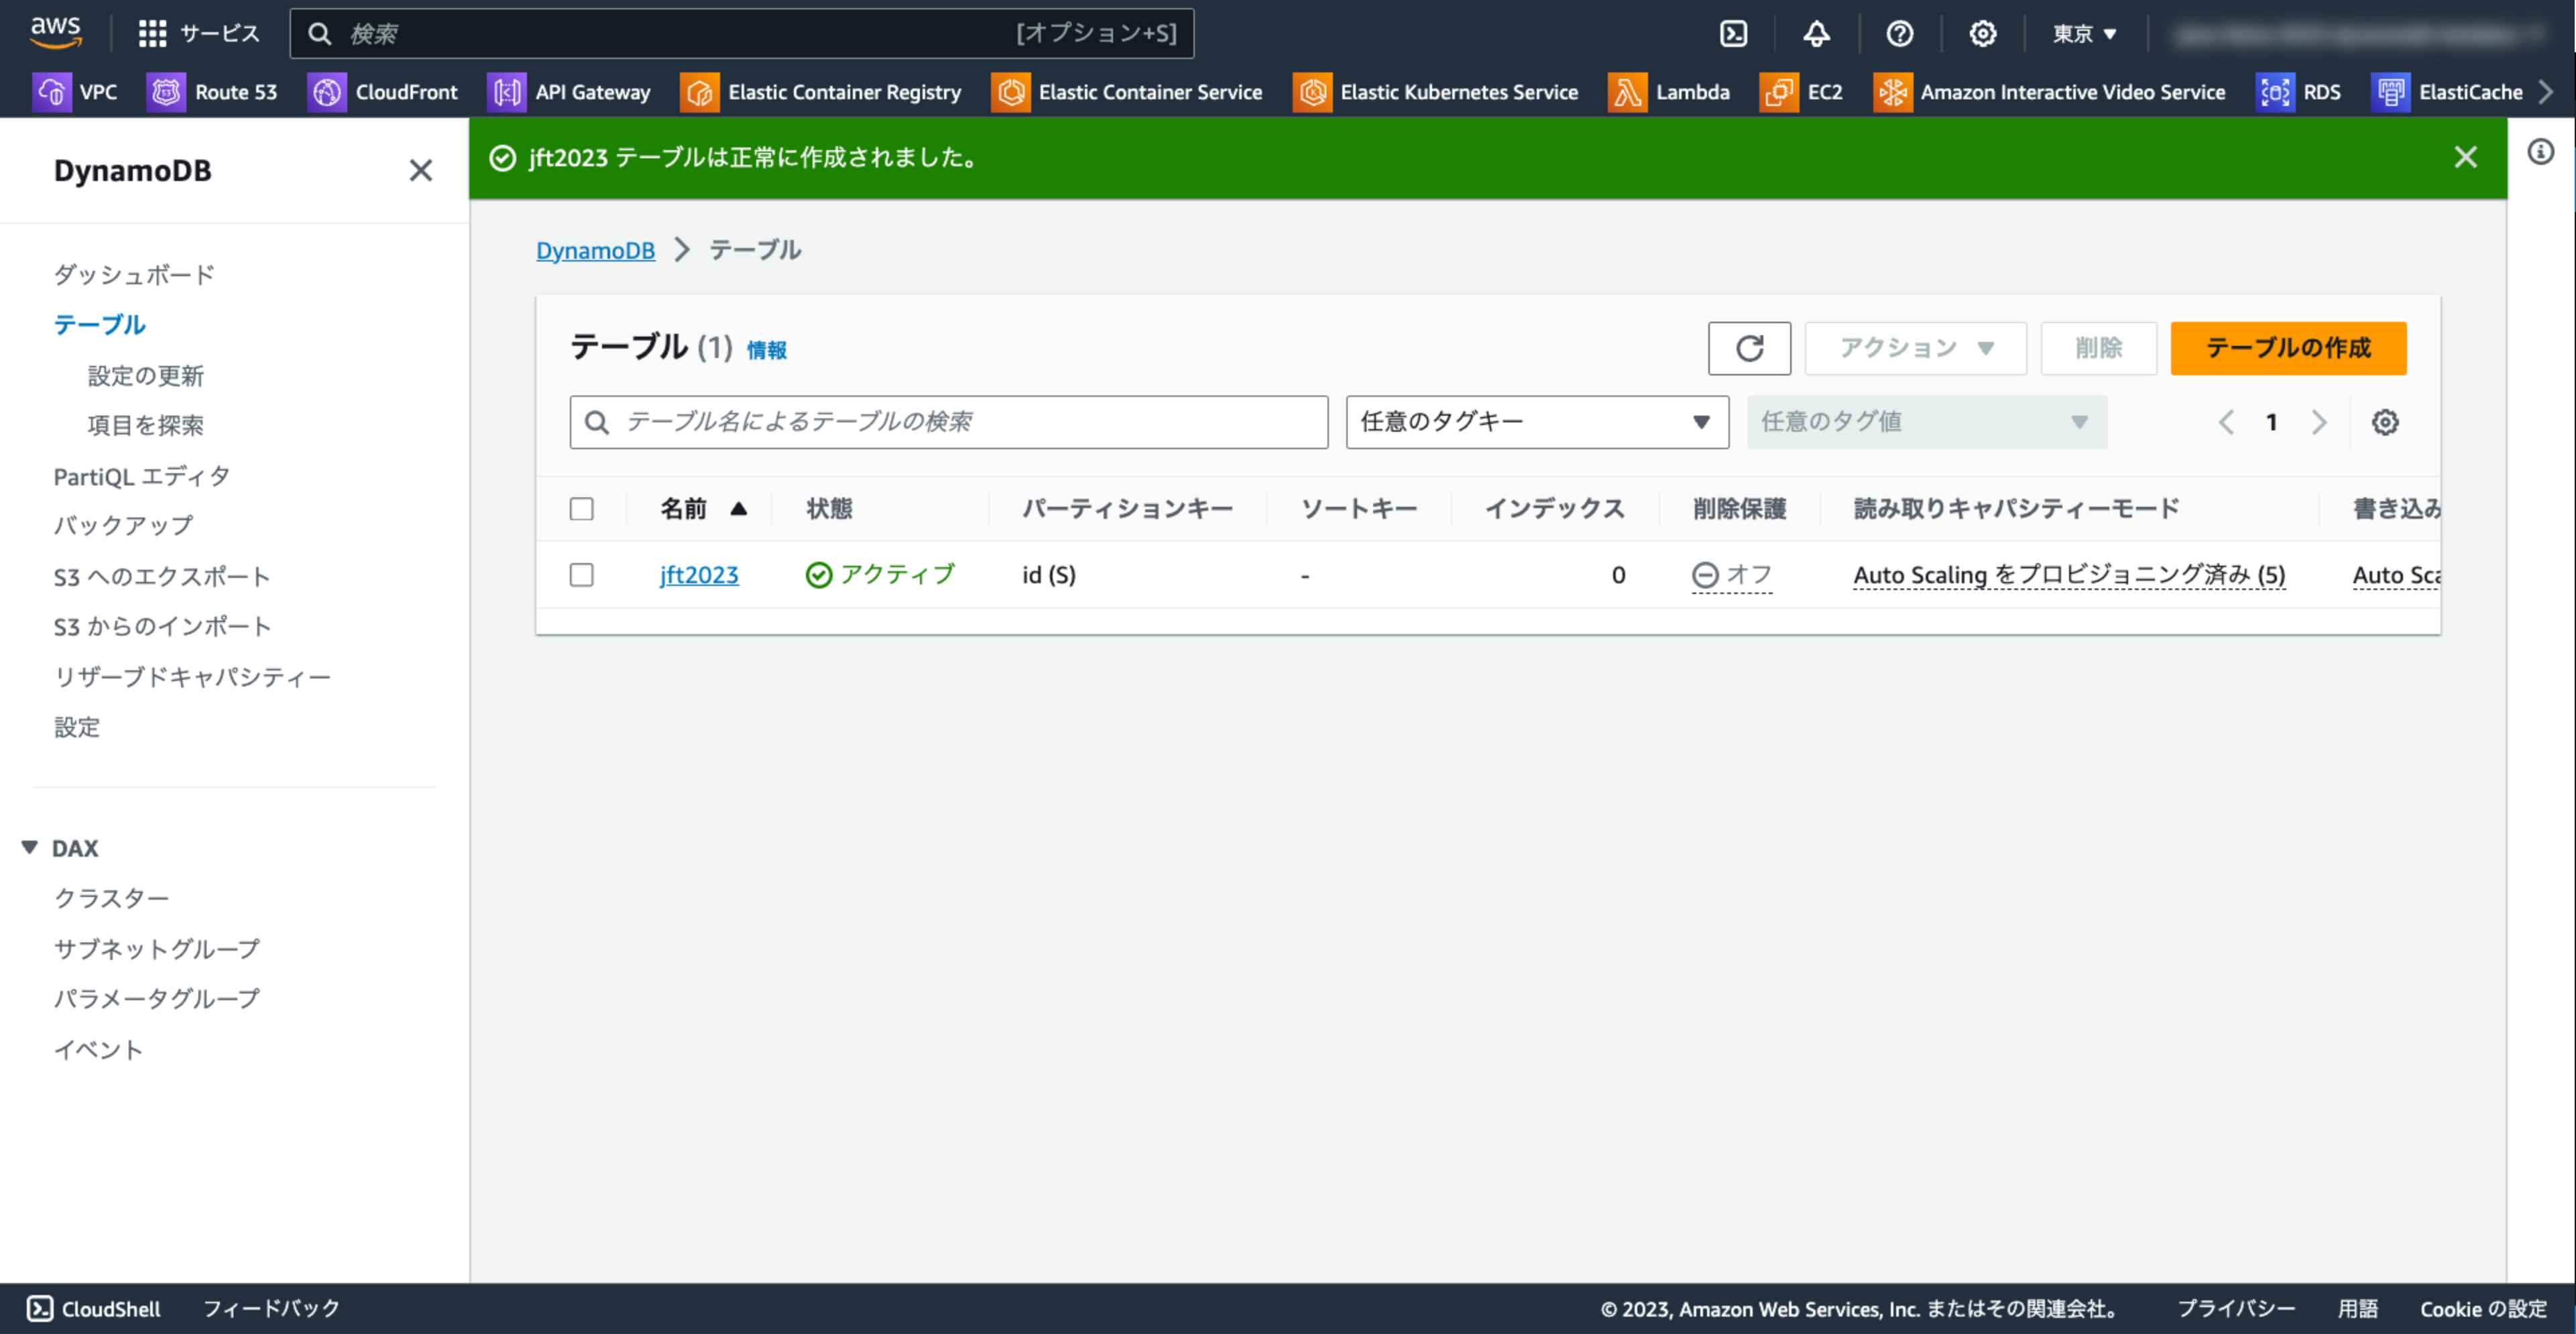 aws サービス 検索 [オプション+S] 東京 ▼
VPC Route 53 CloudFront API Gateway Elastic Container Registry Elastic Container Service Elastic Kubernetes Service Lambda EC2 Amazon Interactive Video Service RDS ElastiCache
DynamoDB
jft2023 テーブルは正常に作成されました。
DynamoDB > テーブル
ダッシュボード
テーブル
設定の更新
項目を探索
PartiQL エディタ
バックアップ
S3 へのエクスポート
S3 からのインポート
リザーブドキャパシティー
設定
DAX
クラスター
サブネットグループ
パラメータグループ
イベント
テーブル (1) 情報
アクション 削除 テーブルの作成
テーブル名によるテーブルの検索 任意のタグキー 任意のタグ値 1
名前 状態 パーティションキー ソートキー インデックス 削除保護 読み取りキャパシティーモード 書き込み
jft2023 アクティブ id (S) - 0 オフ Auto Scaling をプロビジョニング済み (5) Auto Sca
CloudShell フィードバック © 2023, Amazon Web Services, Inc. またはその関連会社。 プライバシー 用語 Cookie の設定